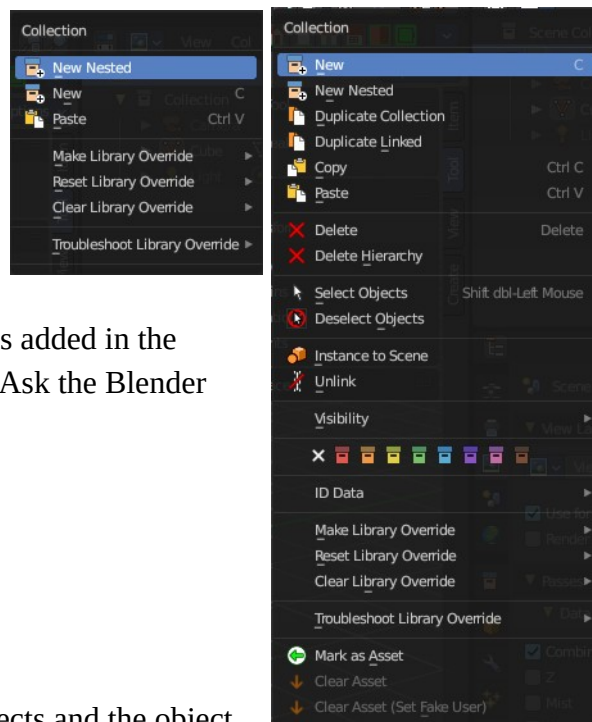 Collection
New Nested
New C
Paste Ctrl V
Make Library Override
Reset Library Override
Clear Library Override
Troubleshoot Library Override
s added in the
Ask the Blender
ects and the object
Collection
New C
New Nested
Duplicate Collection
Duplicate Linked
Copy Ctrl C
Paste Ctrl V
Delete Delete
Delete Hierarchy
Select Objects Shift dbl-Left Mouse
Deselect Objects
Instance to Scene
Unlink
Visibility
ID Data
Make Library Override
Reset Library Override
Clear Library Override
Troubleshoot Library Override
Mark as Asset
Clear Asset
Clear Asset (Set Fake User)